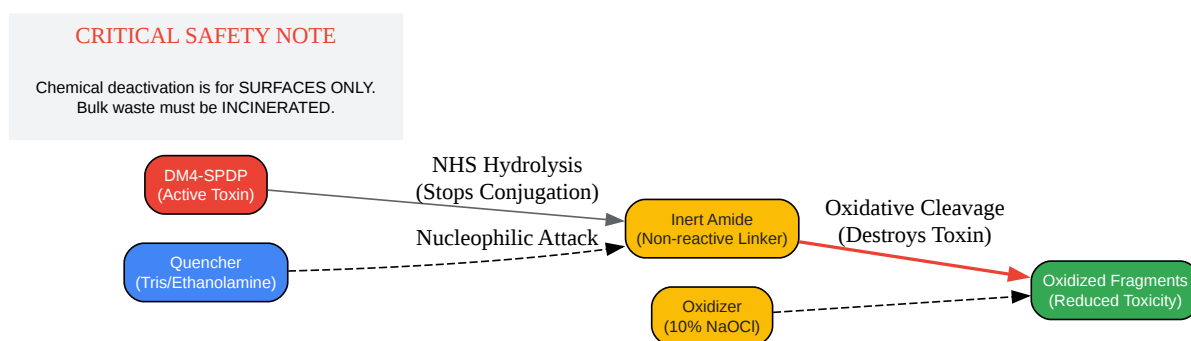 CRITICAL SAFETY NOTE
Chemical deactivation is for SURFACES ONLY.
Bulk waste must be INCINERATED.
DM4-SPDP
(Active Toxin)
NHS Hydrolysis
(Stops Conjugation)
Quencher
(Tris/Ethanolamine)
Nucleophilic Attack
Inert Amide
(Non-reactive Linker)
Oxidative Cleavage
(Destroys Toxin)
Oxidizer
(10% NaOCl)
Oxidized Fragments
(Reduced Toxicity)